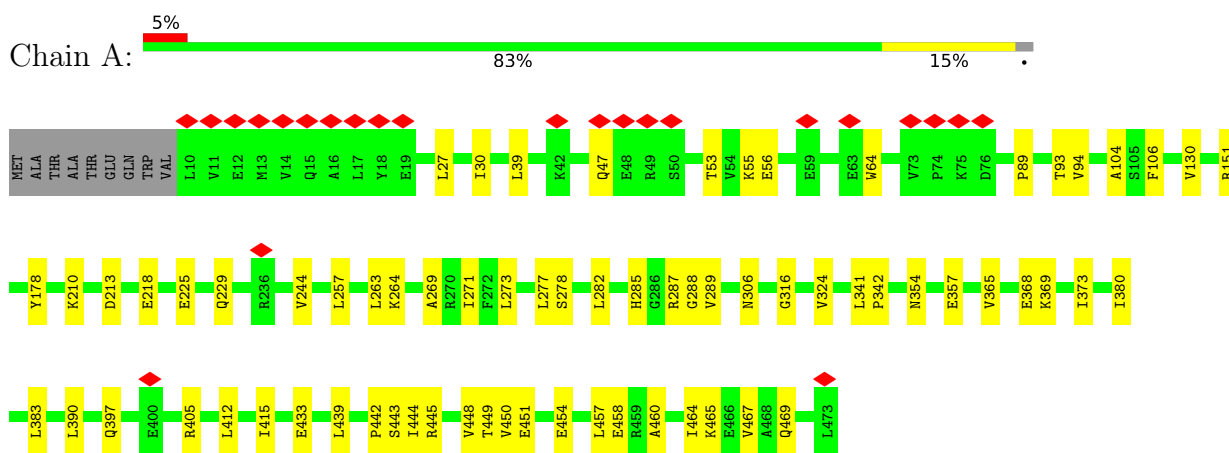 5%
Chain A:
83% 15% •
MET ALA THR ALA THR GLU GLN TRP VAL L10 V11 E12 M13 V14 Q15 A16 L17 Y18 E19 L27 I30 L39 K42 Q47 E48 R49 S50 T53 V54 K55 E56 E59 E63 W64 V73 P74 K75 D76 P89 T93 V94 A104 S105 F106 V130 R151
Y178 K210 D213 E218 E225 Q229 R236 V244 L257 L263 K264 A269 R270 I271 F272 L273 L277 S278 L282 H285 G286 R287 G288 V289 N306 G316 V324 L341 P342 N354 E357 V365 E368 K369 I373 I380
L383 L390 Q397 E400 R405 L412 I415 E433 L439 P442 S443 I444 R445 V448 T449 V450 E451 E454 L457 E458 R459 A460 I464 K465 E466 V467 A468 Q469 L473